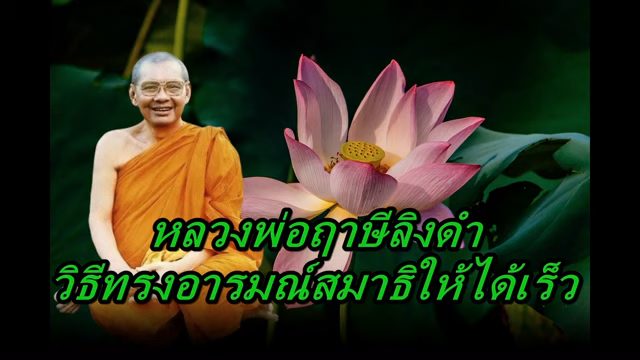 หลวงพ่อฤาษีลิงดำ
วิธีทรงอารมณ์สมาธิให้ได้เร็ว